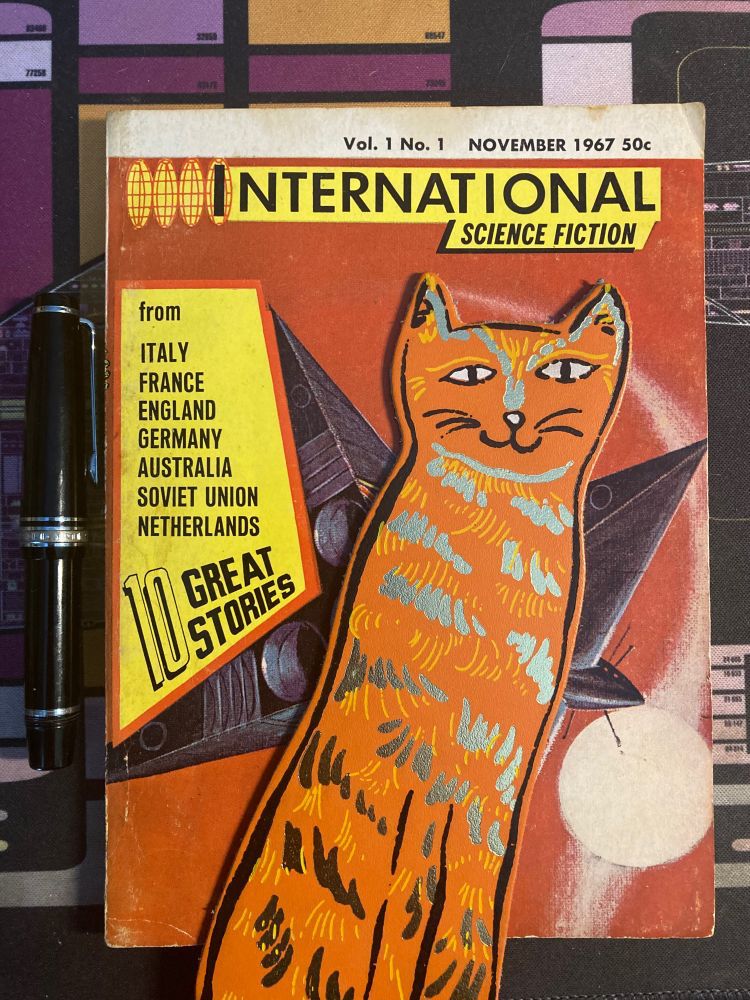 77258
Vol. 1 No. 1 NOVEMBER 1967 50c
INTERNATIONAL
SCIENCE FICTION
from
ITALY
FRANCE
ENGLAND
GERMANY
AUSTRALIA
SOVIET UNION
NETHERLANDS
10 GREAT
STORIES